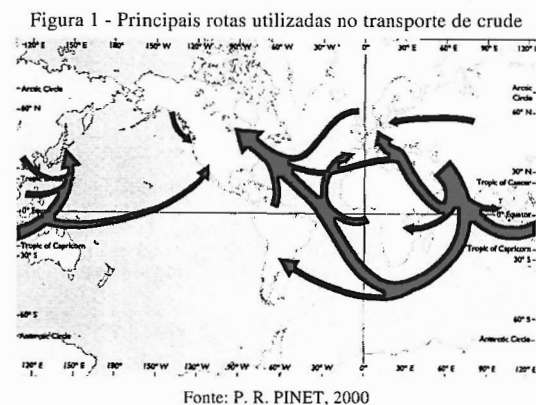 Figura 1 - Principais rotas utilizadas no transporte de crude
120° E 150° E 180° 150° W 120° W 90° W 60° W 30° W 0° 30° E 60° E 90° E 120° E
Arctic Circle
60° N
Arctic
Circle
60° N
30° N
Tropic of Cancer
0° Equator
Tropic of Capricorn
30° S
Tropic of Capricorn
30° S
60° S
60° S
Antarctic Circle
Antarctic Circle
120° E 150° E 180° 150° W 120° W 90° W 60° W 30° W 0° 30° E 60° E 90° E 120° E
Fonte: P. R. PINET, 2000